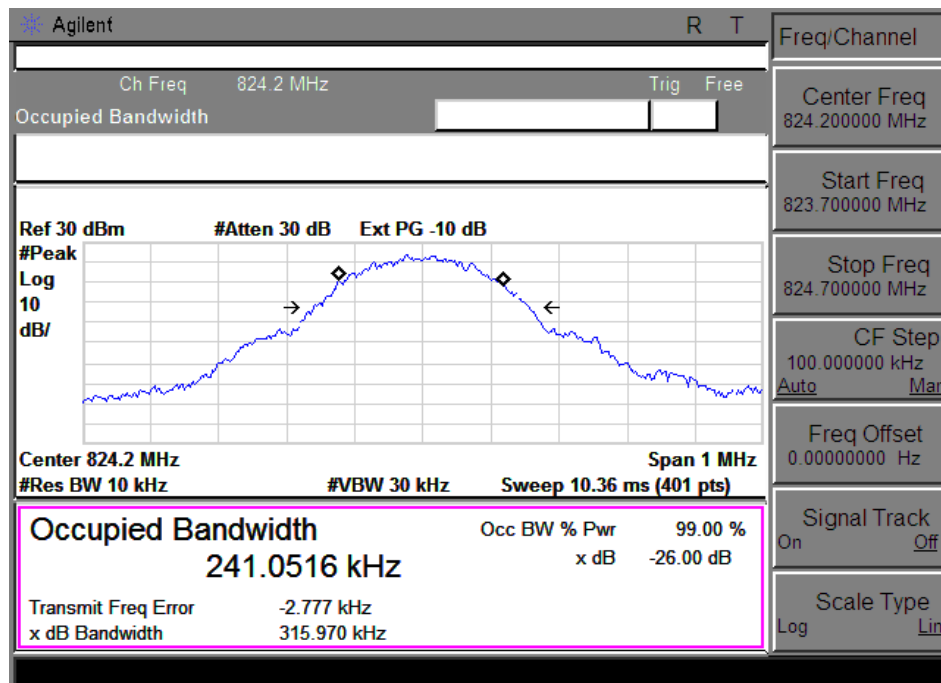 Agilent R T
Freq/Channel
Ch Freq 824.2 MHz Trig Free
Occupied Bandwidth
Center Freq
824.200000 MHz
Start Freq
823.700000 MHz
Ref 30 dBm #Atten 30 dB Ext PG -10 dB
#Peak
Log
10
dB/
Stop Freq
824.700000 MHz
CF Step
100.000000 kHz
Auto Man
Freq Offset
0.00000000 Hz
Center 824.2 MHz Span 1 MHz
#Res BW 10 kHz #VBW 30 kHz Sweep 10.36 ms (401 pts)
Occupied Bandwidth Occ BW % Pwr 99.00 %
241.0516 kHz x dB -26.00 dB
Transmit Freq Error -2.777 kHz
x dB Bandwidth 315.970 kHz
Signal Track
On Off
Scale Type
Log Lin